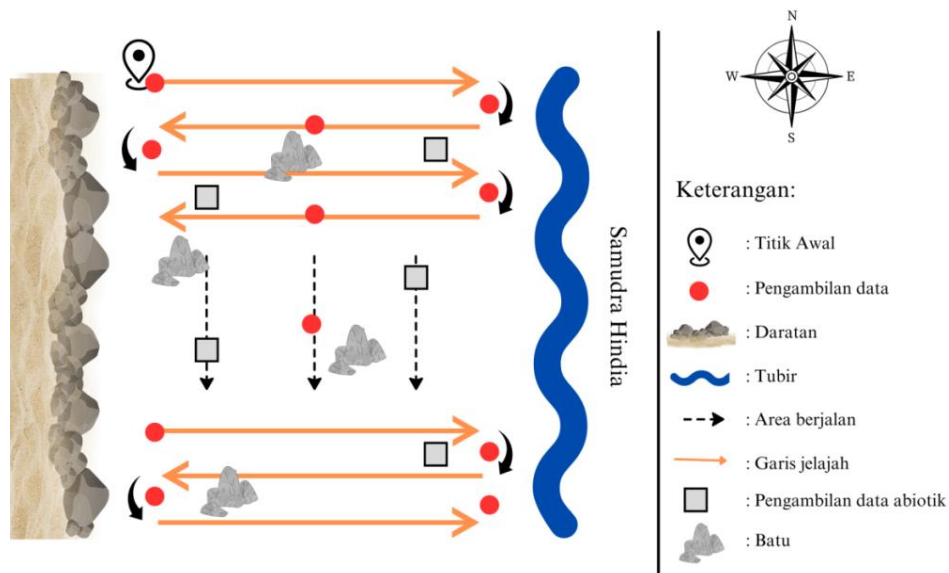 N
W
E
S
Samudra Hindia
Keterangan:
: Titik Awal
: Pengambilan data
: Daratan
: Tubir
: Area berjalan
: Garis jelajah
: Pengambilan data abiotik
: Batu